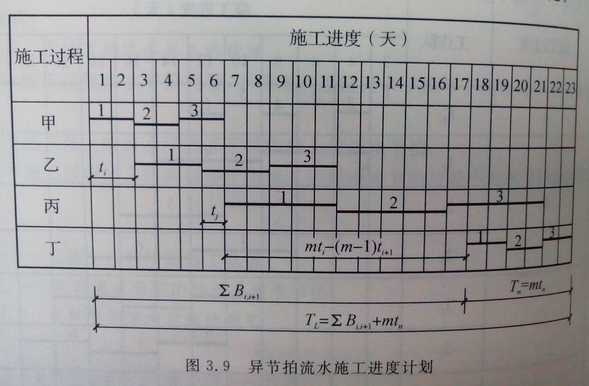 施工过程
施工进度（天）
1 2 3 4 5 6 7 8 9 10 11 12 13 14 15 16 17 18 19 20 21 22 23
甲 1 2 3
乙 1 2 3
t_i
丙 1 2 3
t_j
丁 mt_i-(m-1)t_{i+1} 1 2 3
ΣB_{i,i+1} T_n=mt_n
T_L=ΣB_{i,i+1}+mt_n
图 3.9 异节拍流水施工进度计划